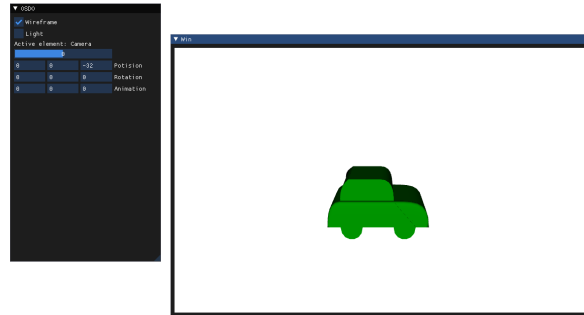 OSDO
Wireframe
Light
Active element: Camera
0
0 0 -32 Potision
0 0 0 Rotation
0 0 0 Animation
Win